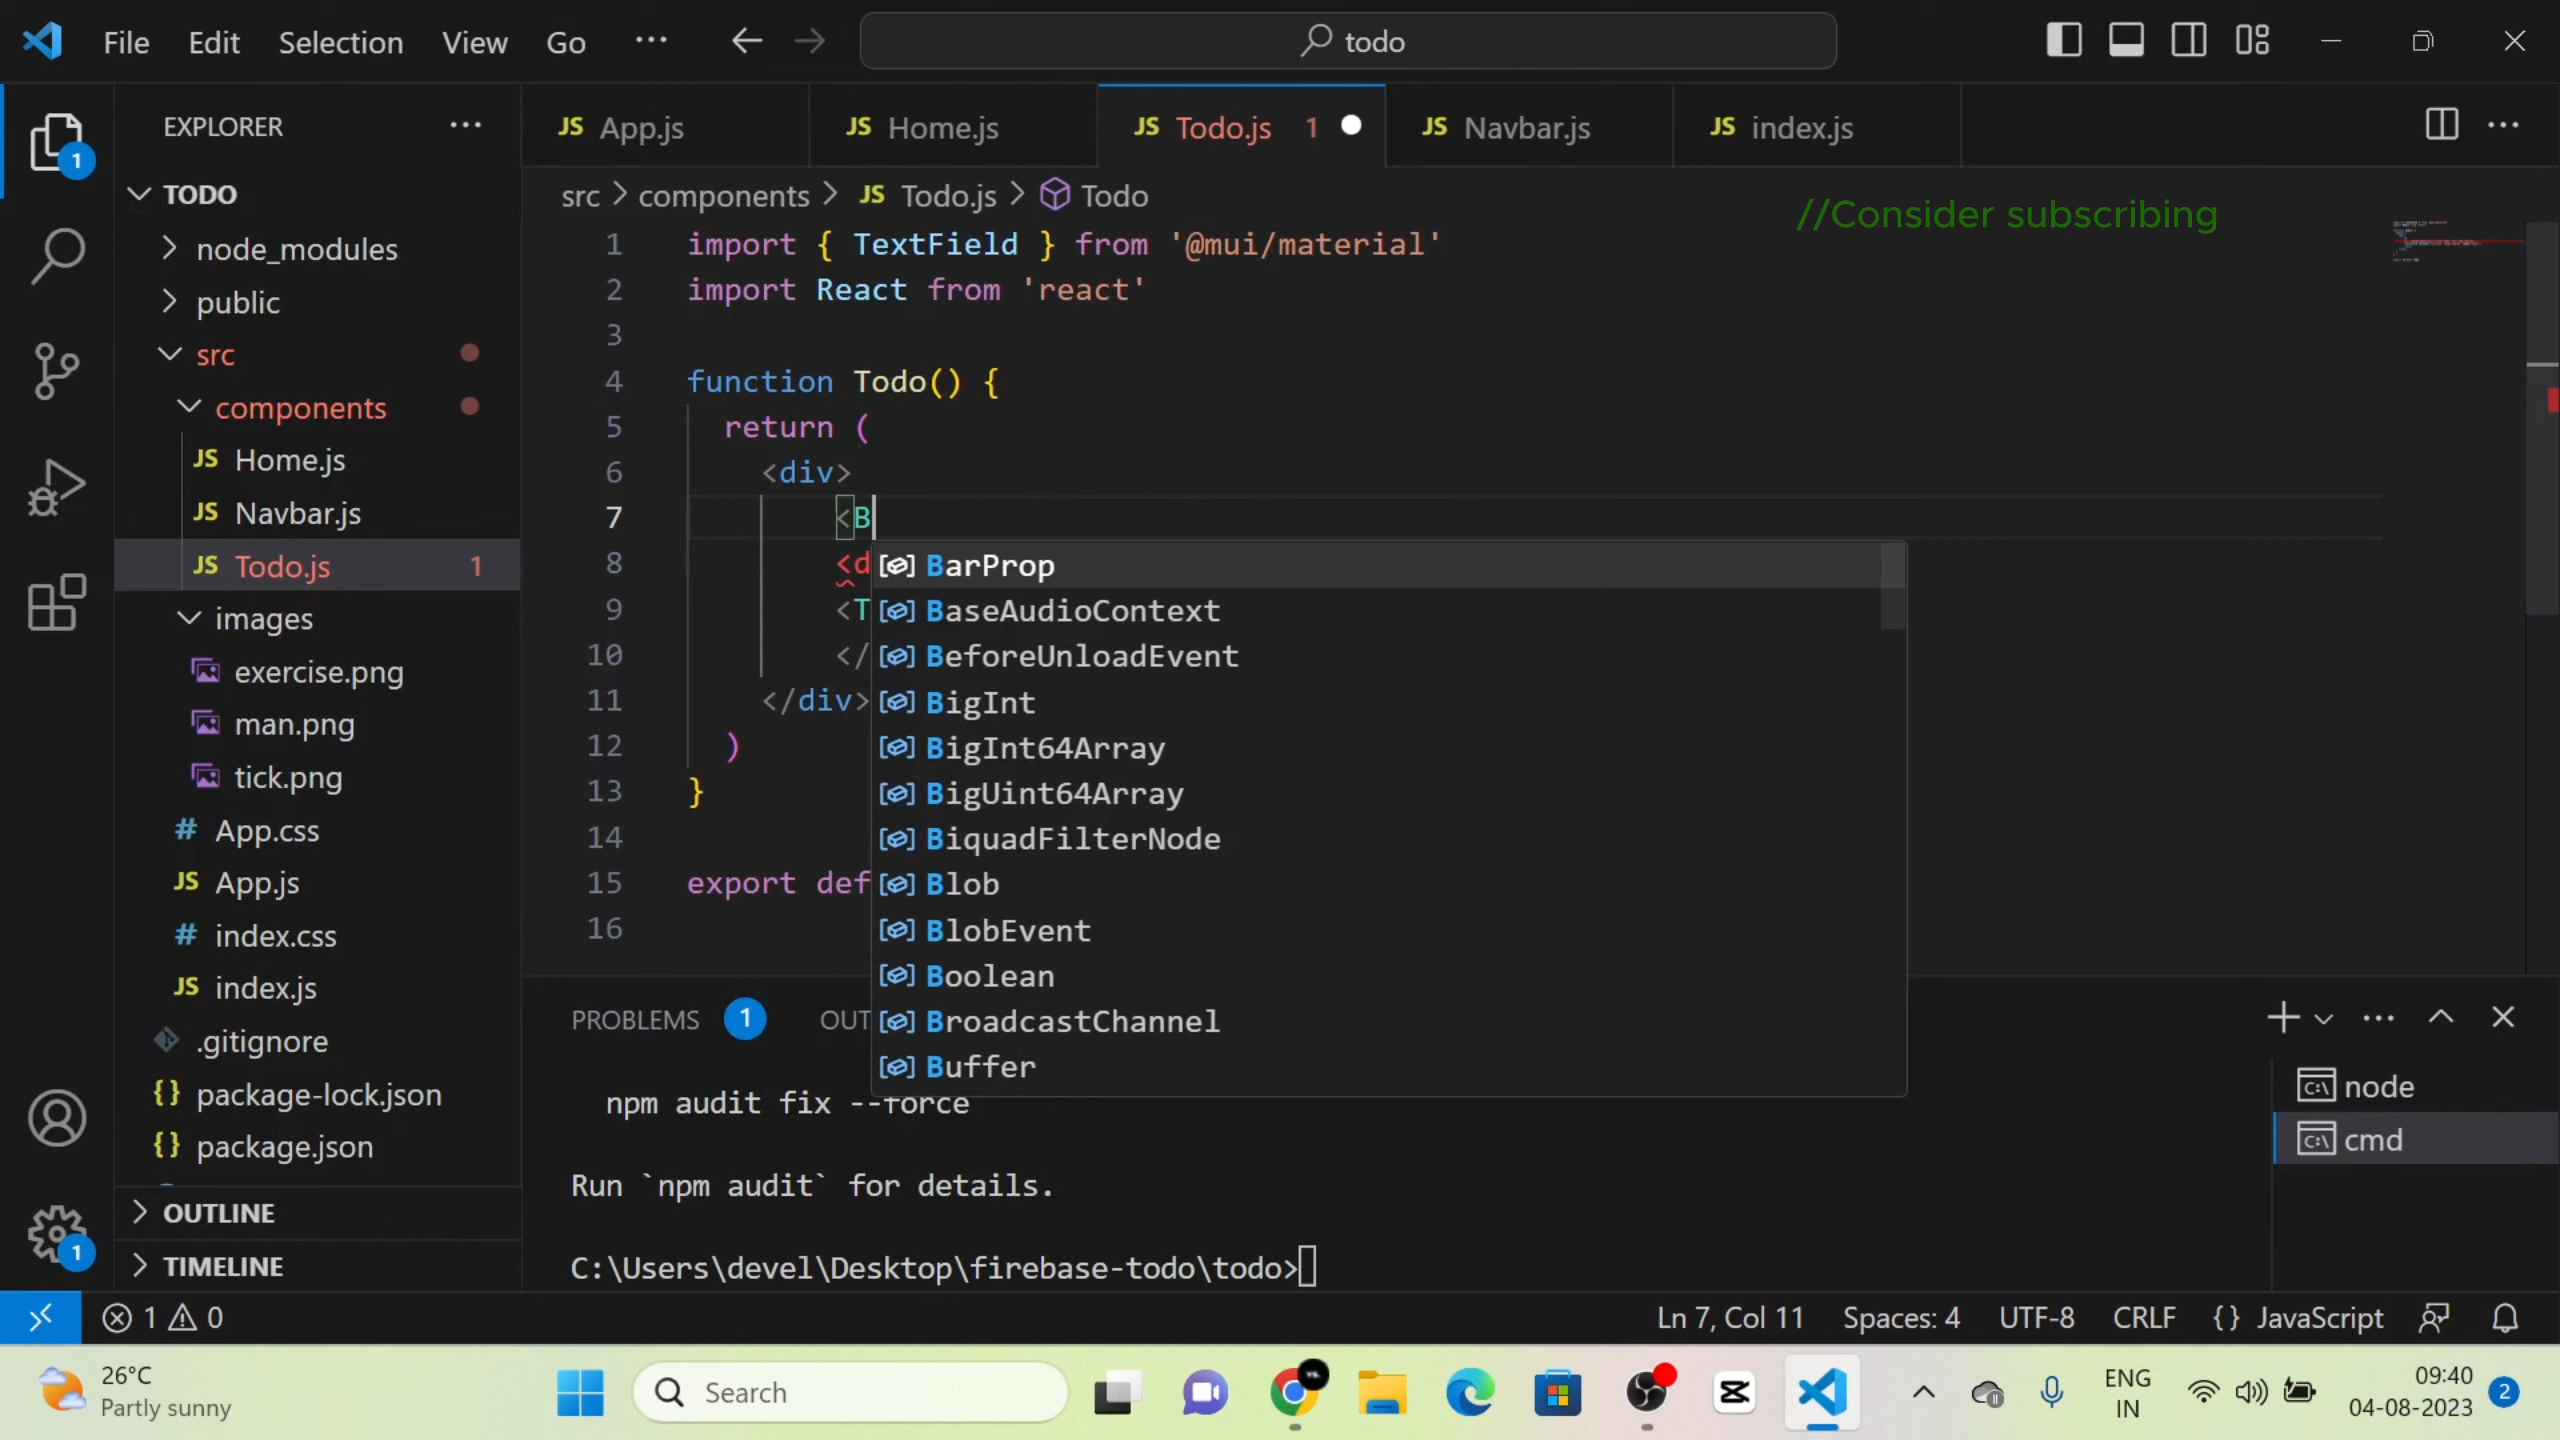 File Edit Selection View Go ··· todo
EXPLORER ···
TODO
node_modules
public
src
components
JS Home.js
JS Navbar.js
JS Todo.js 1
images
exercise.png
man.png
tick.png
# App.css
JS App.js
# index.css
JS index.js
.gitignore
{} package-lock.json
{} package.json
OUTLINE
TIMELINE
JS App.js JS Home.js JS Todo.js 1 JS Navbar.js JS index.js
src > components > JS Todo.js > Todo
//Consider subscribing
1 import { TextField } from '@mui/material'
2 import React from 'react'
3
4 function Todo() {
5 return (
6 <div>
7 <B
8 <d
9 <T
10 </
11 </div>
12 )
13 }
14
15 export def
16
BarProp
BaseAudioContext
BeforeUnloadEvent
BigInt
BigInt64Array
BigUint64Array
BiquadFilterNode
Blob
BlobEvent
Boolean
BroadcastChannel
Buffer
PROBLEMS 1 OUT
npm audit fix --force
Run `npm audit` for details.
C:\Users\devel\Desktop\firebase-todo\todo>
node
cmd
1 0 Ln 7, Col 11 Spaces: 4 UTF-8 CRLF {} JavaScript
26°C
Partly sunny
Search
ENG
IN
09:40
04-08-2023
2